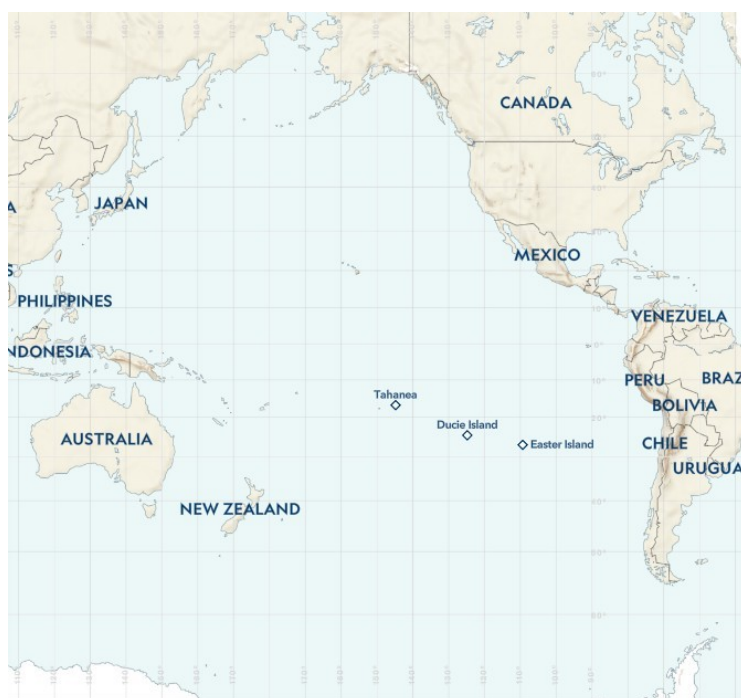 CANADA
JAPAN
MEXICO
PHILIPPINES
VENEZUELA
NDONESIA
PERU
BRAZ
Tahanea
BOLIVIA
Ducie Island
AUSTRALIA
Easter Island
CHILE
URUGUA
NEW ZEALAND